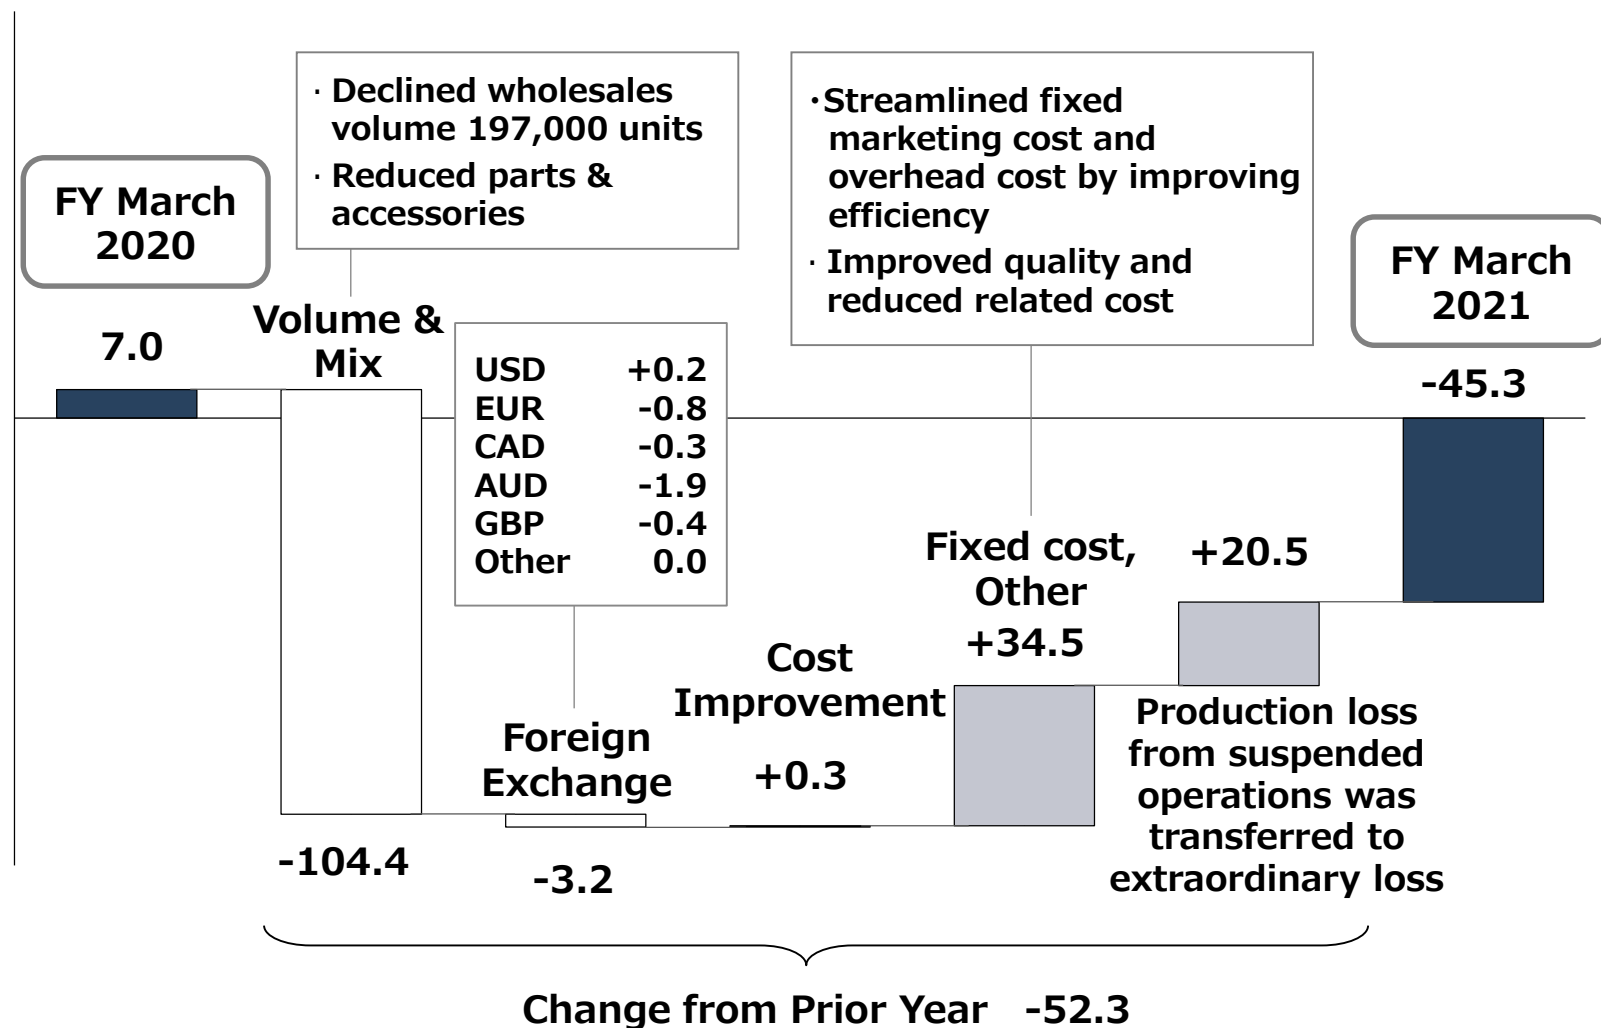 FY March
2020
7.0
· Declined wholesales
volume 197,000 units
· Reduced parts &
accessories
Volume &
Mix
-104.4
USD +0.2
EUR -0.8
CAD -0.3
AUD -1.9
GBP -0.4
Other 0.0
Foreign
Exchange
-3.2
Cost
Improvement
+0.3
·Streamlined fixed
marketing cost and
overhead cost by improving
efficiency
· Improved quality and
reduced related cost
Fixed cost,
Other
+34.5
+20.5
Production loss
from suspended
operations was
transferred to
extraordinary loss
FY March
2021
-45.3
Change from Prior Year -52.3